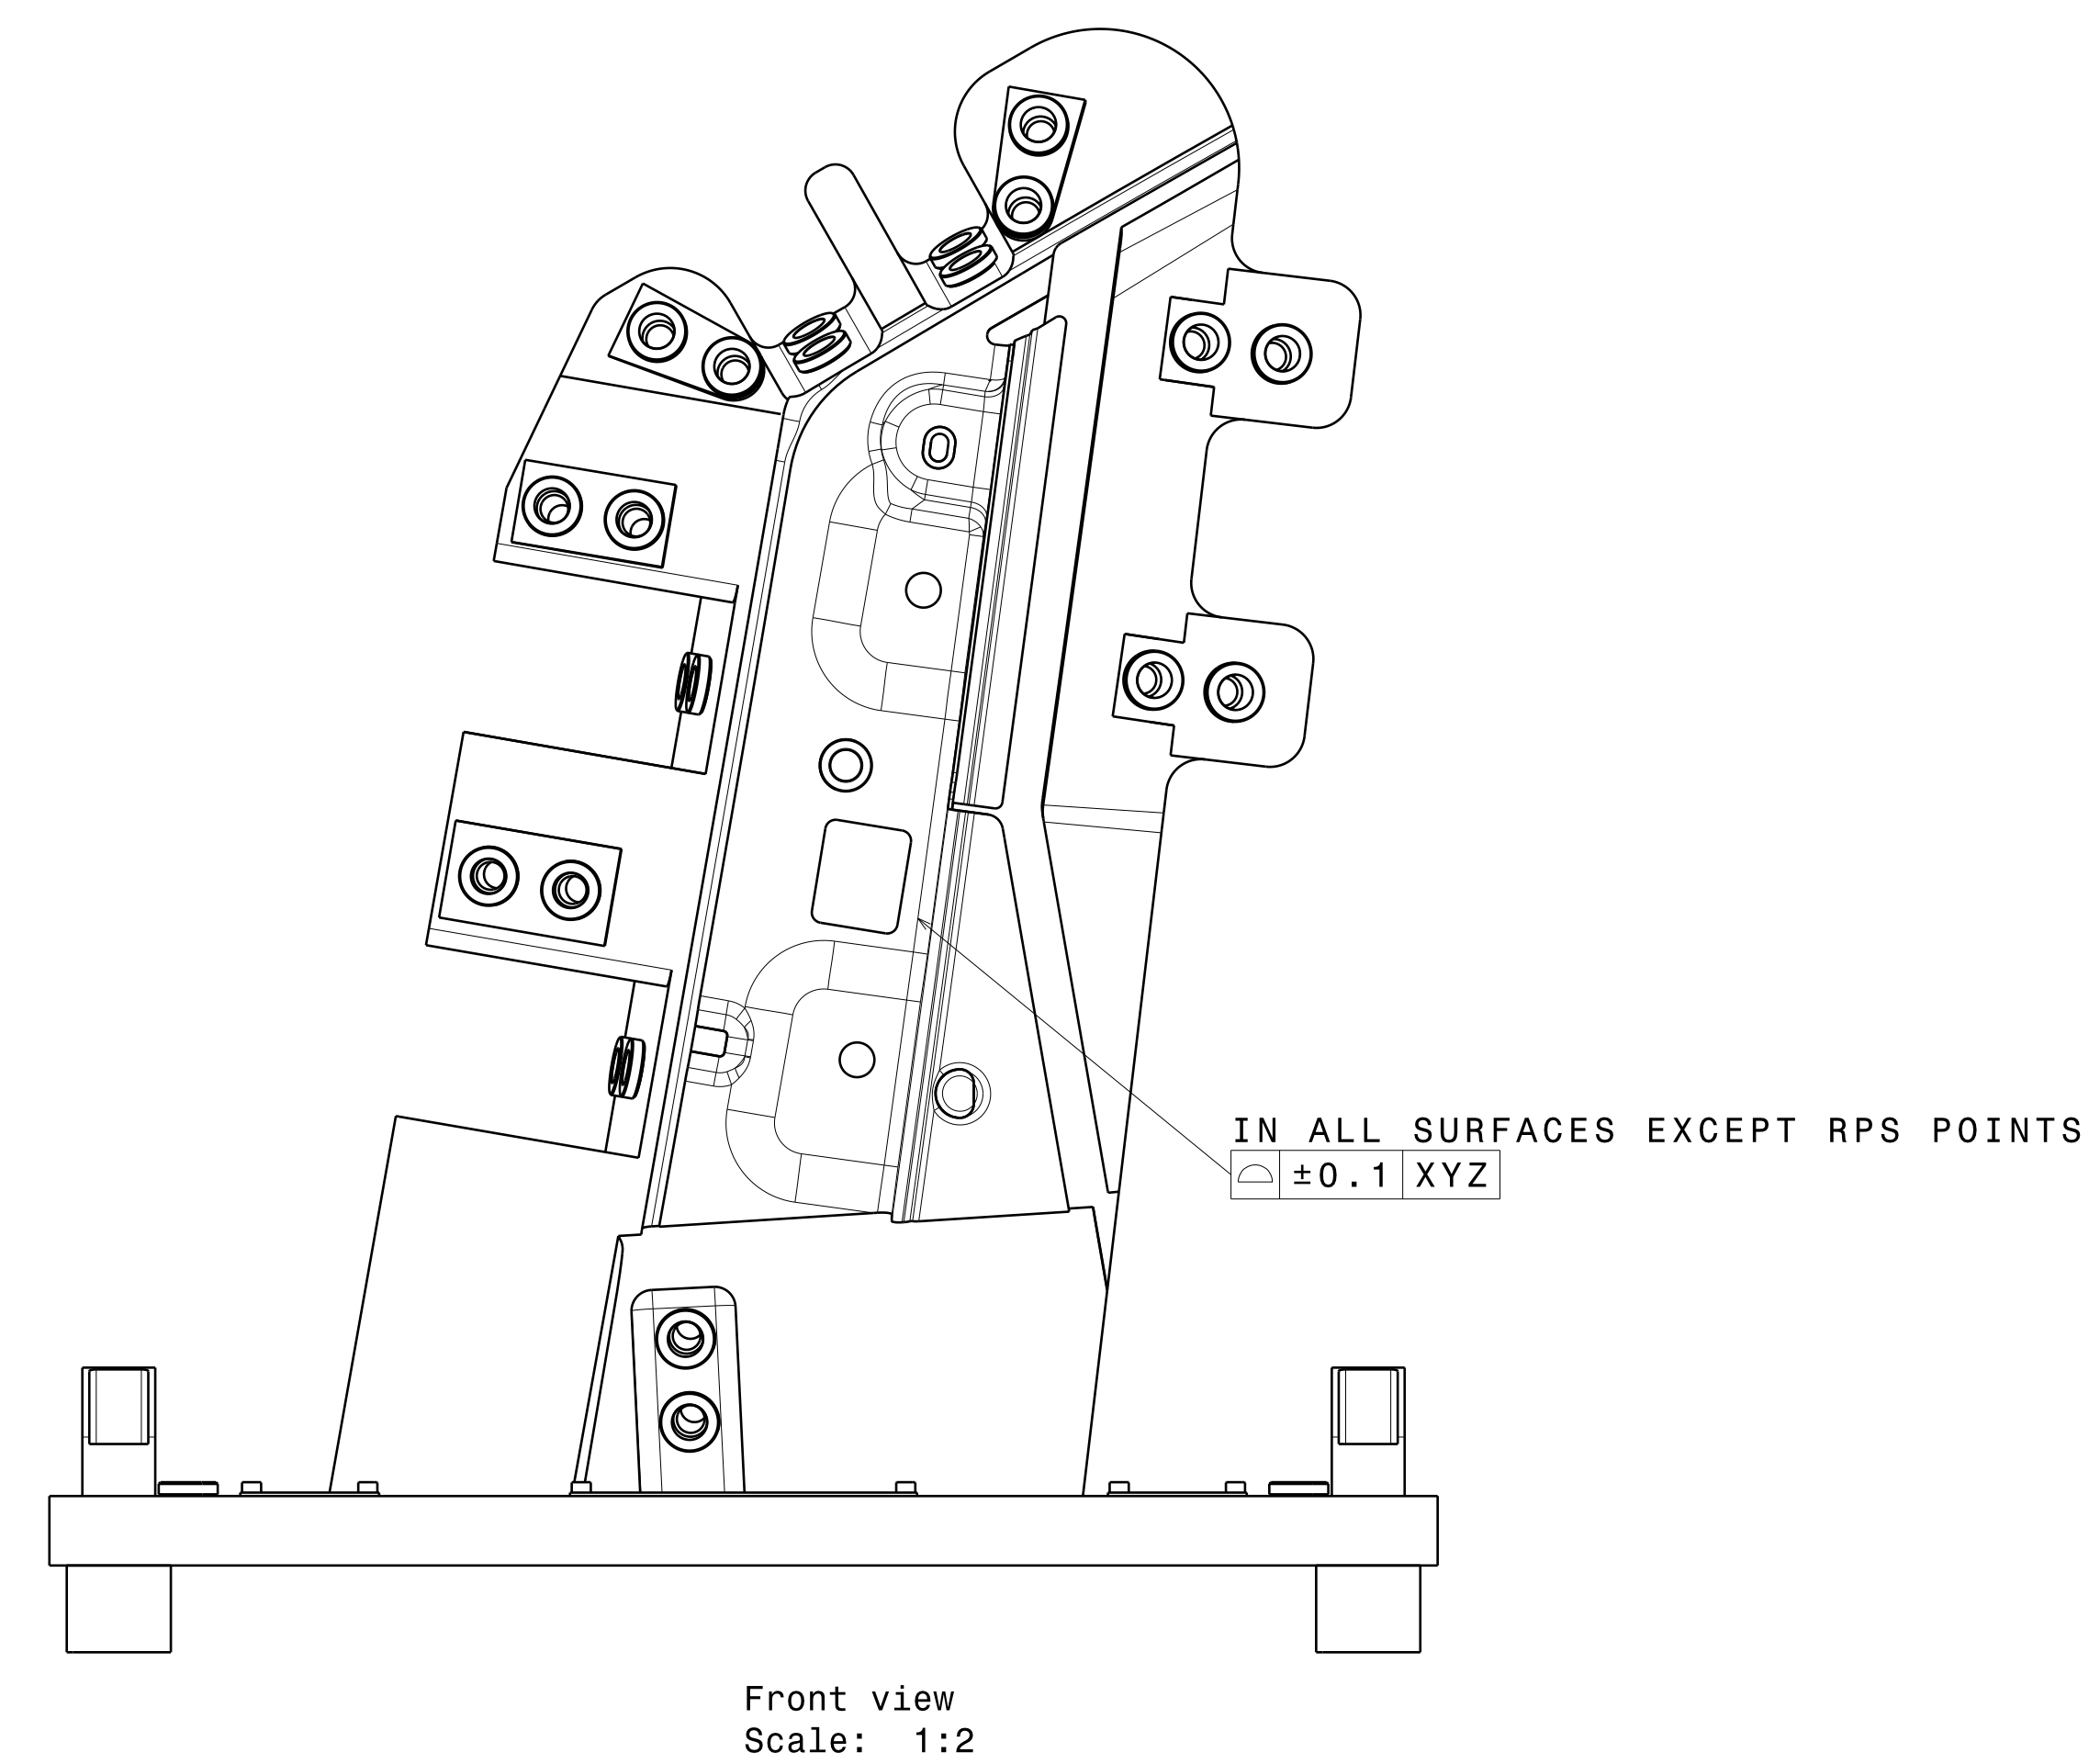 IN ALL SURFACES EXCEPT RPS POINTS
⌓ ±0.1 XYZ
Front view
Scale: 1:2